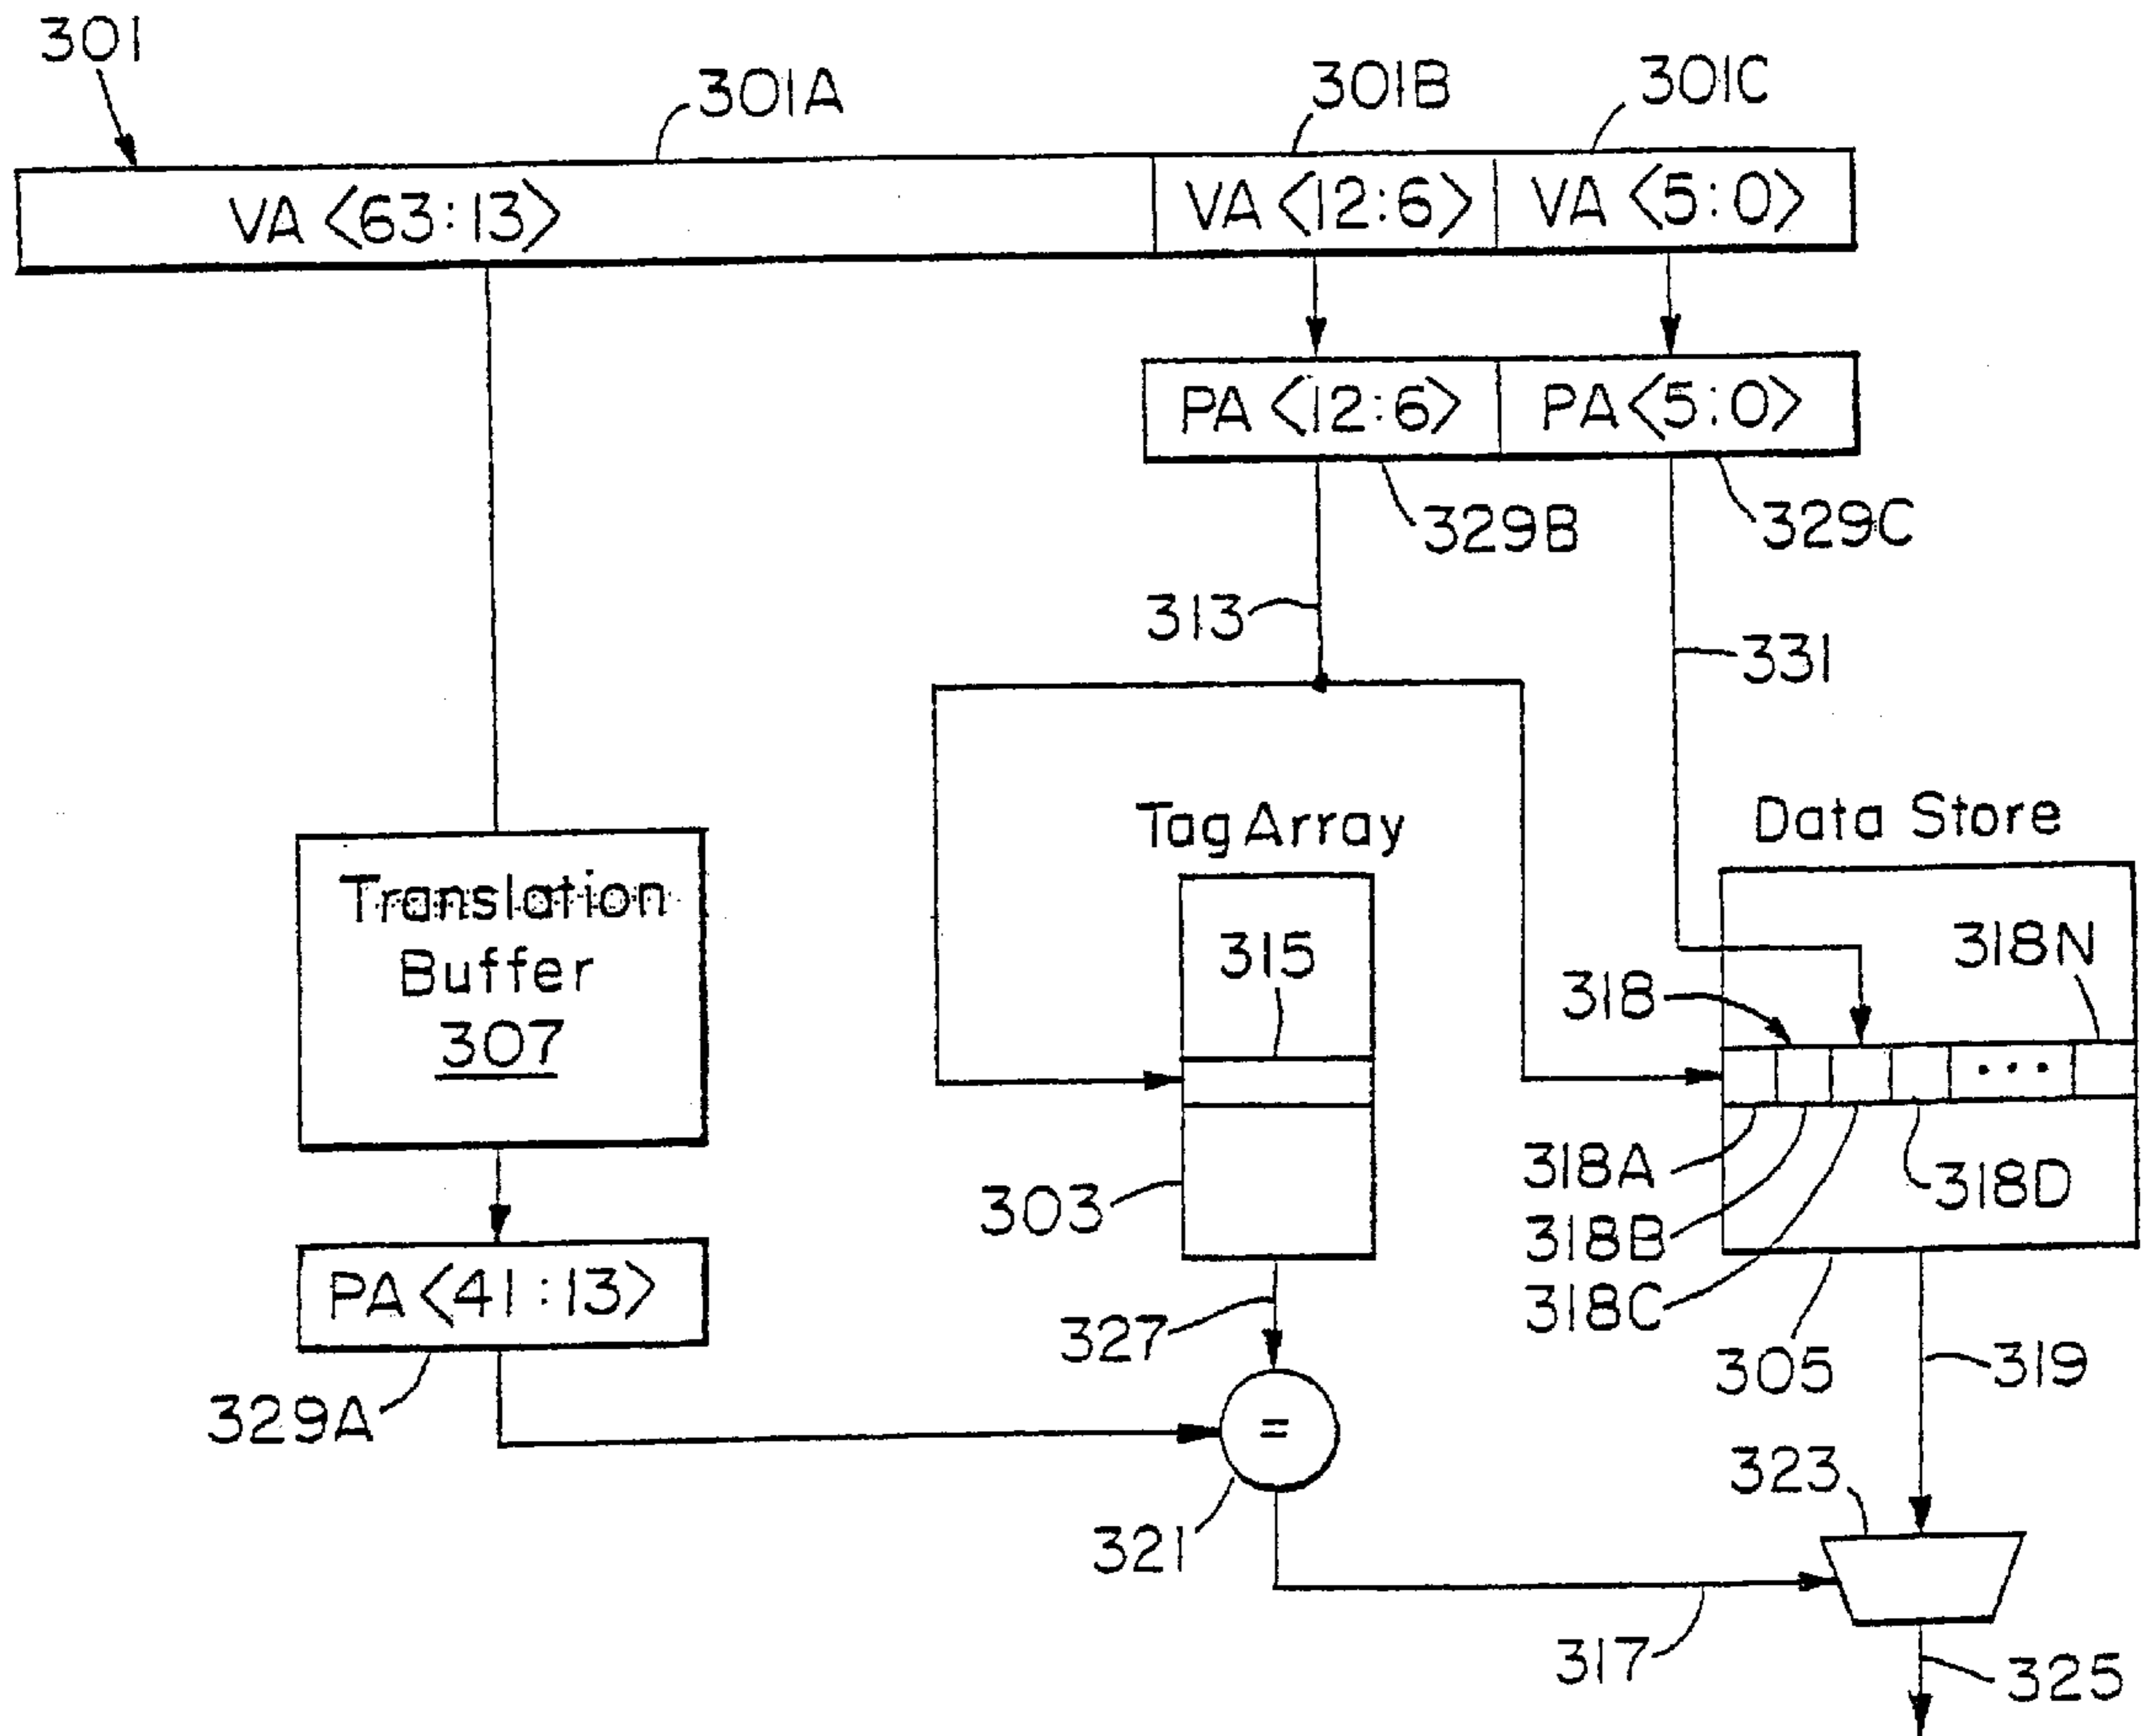 301
301A
301B
301C
VA <63:13>
VA <12:6>
VA <5:0>
PA <12:6>
PA <5:0>
329B
329C
313
331
Tag Array
Data Store
Translation
Buffer
307
315
318N
318
318A
318D
303
318B
318C
PA <41:13>
327
305
319
329A
=
323
321
317
325